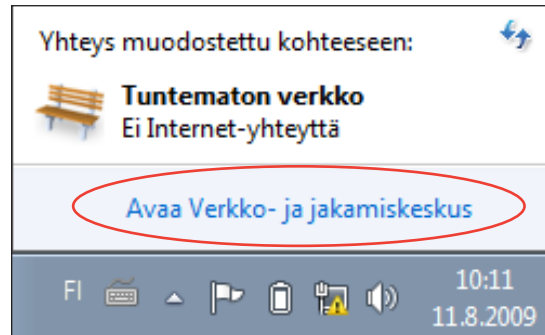 Yhteys muodostettu kohteeseen:
Tuntematon verkko
Ei Internet-yhteyttä
Avaa Verkko- ja jakamiskeskus
FI
10:11
11.8.2009